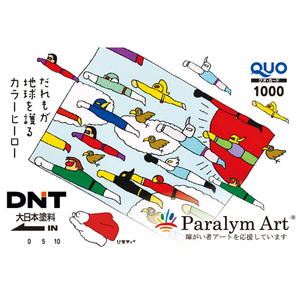 だれもが
地球を護る
カラーヒーロー
QUO
クオ・カード
1000
DNT
大日本塗料
IN
0 5 10
Paralym Art®
障がい者アートを応援しています